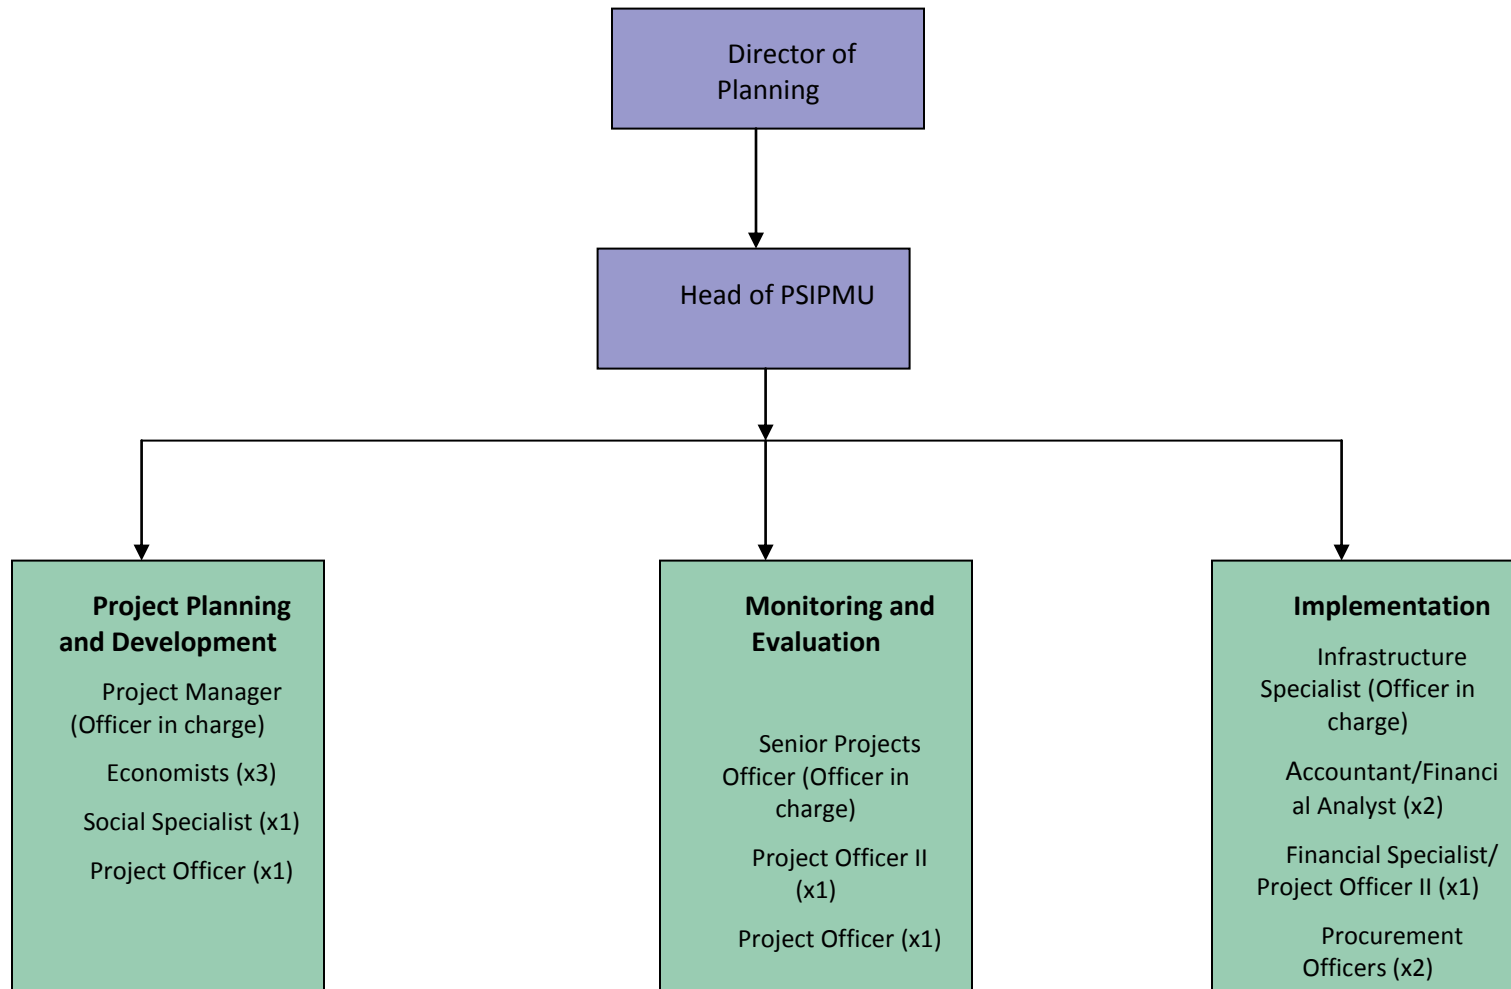 Director of
Planning
Head of PSIPMU
Project Planning
and Development
Project Manager
(Officer in charge)
Economists (x3)
Social Specialist (x1)
Project Officer (x1)
Monitoring and
Evaluation
Senior Projects
Officer (Officer in
charge)
Project Officer II
(x1)
Project Officer (x1)
Implementation
Infrastructure
Specialist (Officer in
charge)
Accountant/Financi
al Analyst (x2)
Financial Specialist/
Project Officer II (x1)
Procurement
Officers (x2)